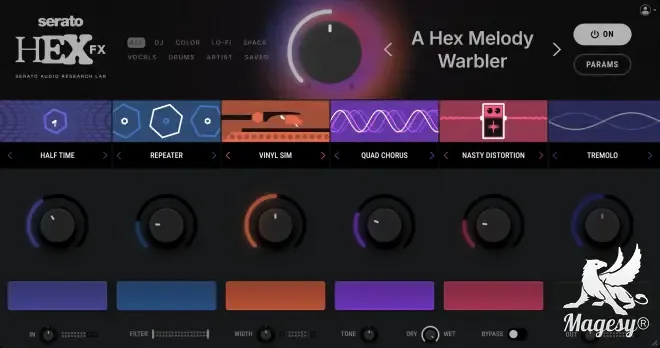 serato
HEX FX
SERATO AUDIO RESEARCH LAB
ALL DJ COLOR LO-FI SPACE
VOCALS DRUMS ARTIST SAVED
A Hex Melody
Warbler
ON
PARAMS
HALF TIME REPEATER VINYL SIM QUAD CHORUS NASTY DISTORTION TREMOLO
IN FILTER WIDTH TONE DRY WET BYPASS OUT
Magesy®